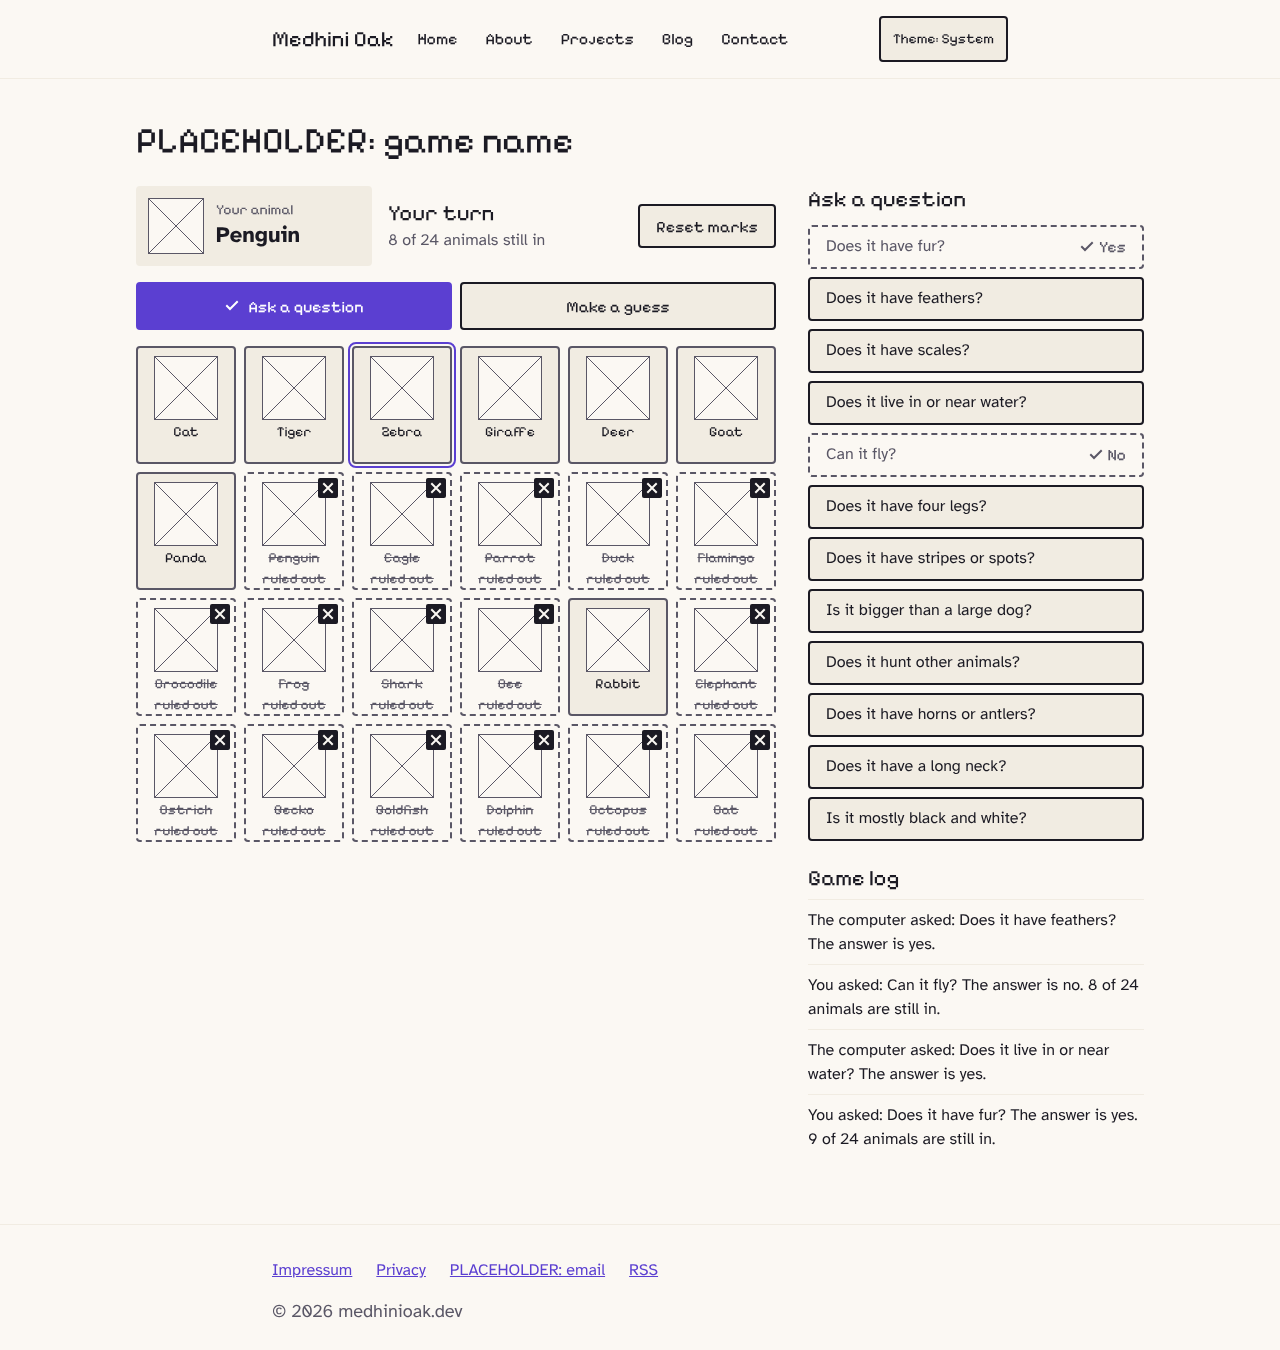 Medhini Oak
Home
About
Projects
Blog
Contact
Theme: System
PLACEHOLDER: game name
Your animal
Penguin
Your turn
8 of 24 animals still in
Reset marks
Ask a question
Make a guess
Cat
Tiger
Zebra
Giraffe
Deer
Goat
Panda
Penguin
ruled out
Eagle
ruled out
Parrot
ruled out
Duck
ruled out
Flamingo
ruled out
Crocodile
ruled out
Frog
ruled out
Shark
ruled out
Bee
ruled out
Rabbit
Elephant
ruled out
Ostrich
ruled out
Gecko
ruled out
Goldfish
ruled out
Dolphin
ruled out
Octopus
ruled out
Bat
ruled out
Ask a question
Does it have fur?
Yes
Does it have feathers?
Does it have scales?
Does it live in or near water?
Can it fly?
No
Does it have four legs?
Does it have stripes or spots?
Is it bigger than a large dog?
Does it hunt other animals?
Does it have horns or antlers?
Does it have a long neck?
Is it mostly black and white?
Game log
The computer asked: Does it have feathers?
The answer is yes.
You asked: Can it fly? The answer is no. 8 of 24
animals are still in.
The computer asked: Does it live in or near
water? The answer is yes.
You asked: Does it have fur? The answer is yes.
9 of 24 animals are still in.
Impressum
Privacy
PLACEHOLDER: email
RSS
© 2026 medhinioak.dev